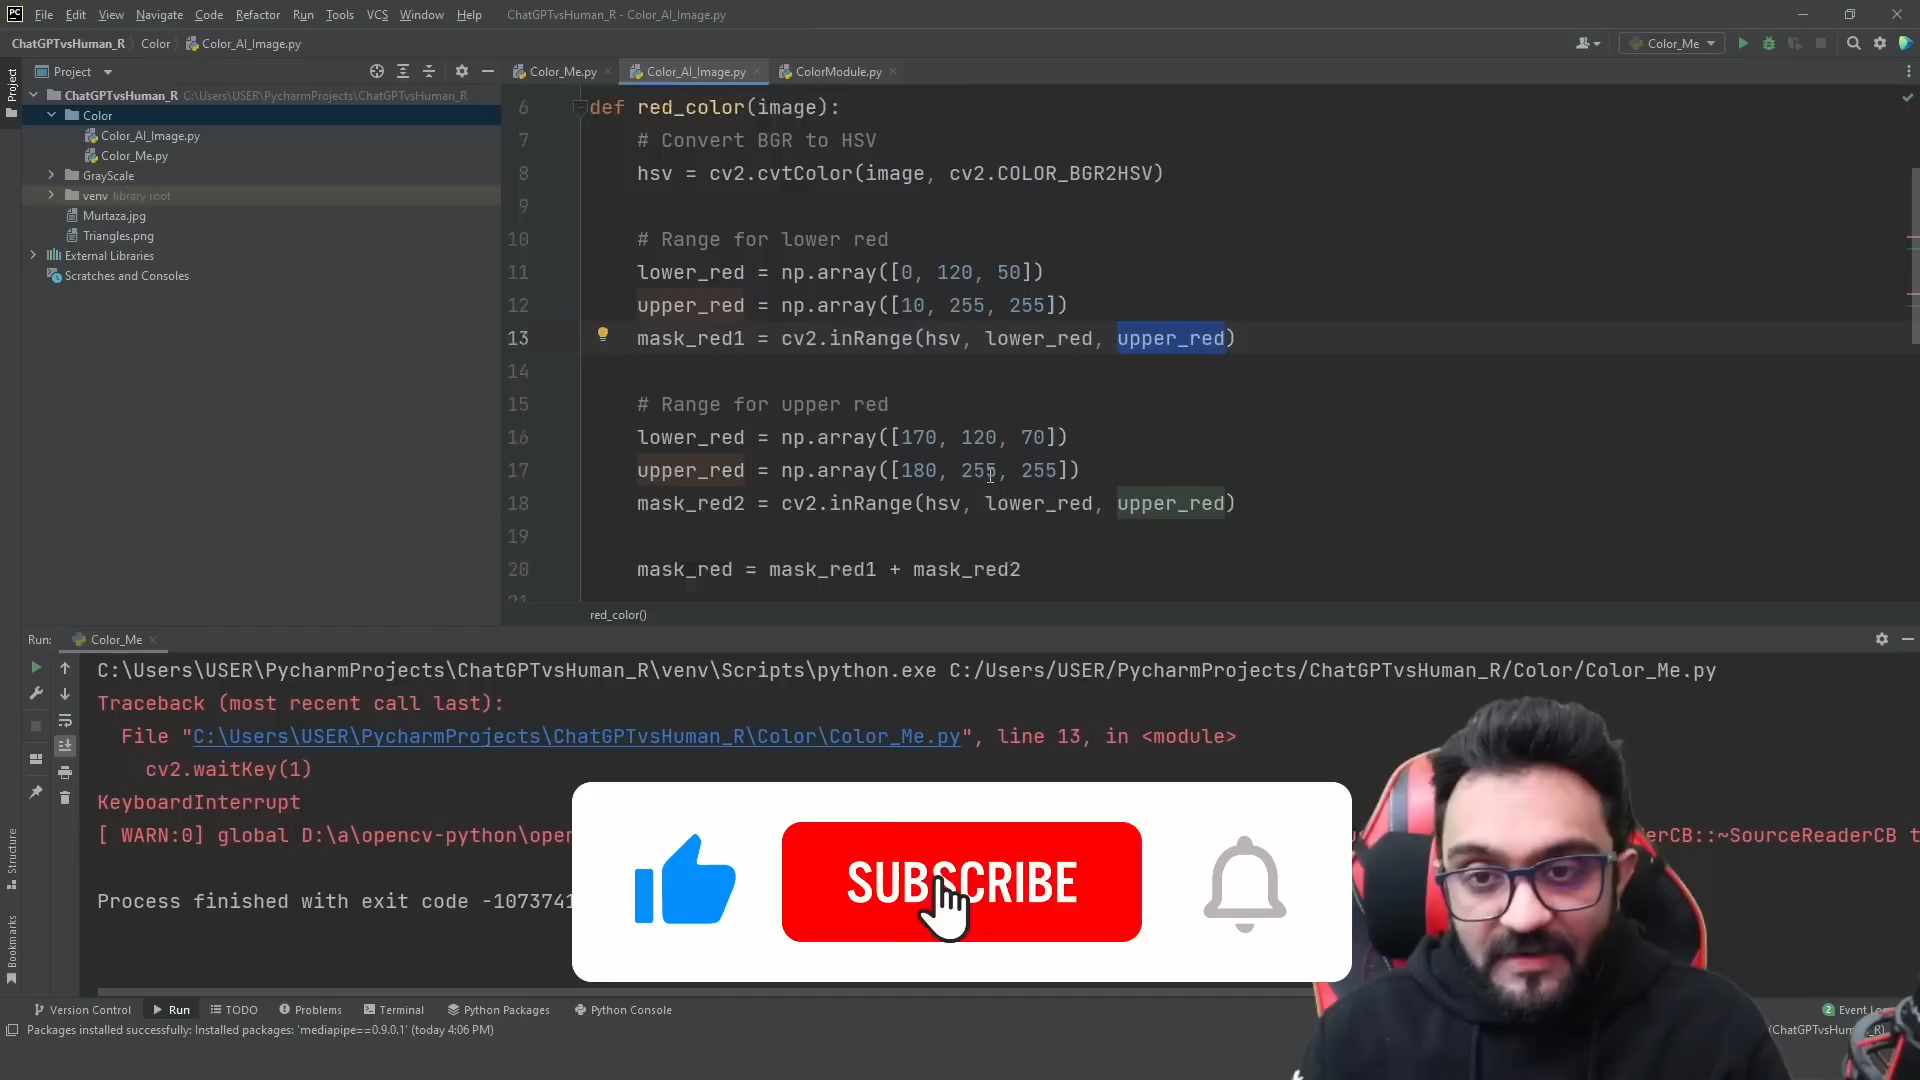 PC File Edit View Navigate Code Refactor Run Tools VCS Window Help ChatGPTvsHuman_R - Color_AI_Image.py
ChatGPTvsHuman_R Color Color_AI_Image.py Color_Me
Project
Project
Color_Me.py Color_AI_Image.py ColorModule.py
ChatGPTvsHuman_R C:\Users\USER\PycharmProjects\ChatGPTvsHuman_R
Color
Color_AI_Image.py
Color_Me.py
GrayScale
venv library root
Murtaza.jpg
Triangles.png
External Libraries
Scratches and Consoles
6 def red_color(image):
7 # Convert BGR to HSV
8 hsv = cv2.cvtColor(image, cv2.COLOR_BGR2HSV)
9
10 # Range for lower red
11 lower_red = np.array([0, 120, 50])
12 upper_red = np.array([10, 255, 255])
13 mask_red1 = cv2.inRange(hsv, lower_red, upper_red)
14
15 # Range for upper red
16 lower_red = np.array([170, 120, 70])
17 upper_red = np.array([180, 255, 255])
18 mask_red2 = cv2.inRange(hsv, lower_red, upper_red)
19
20 mask_red = mask_red1 + mask_red2
21
red_color()
Run: Color_Me
C:\Users\USER\PycharmProjects\ChatGPTvsHuman_R\venv\Scripts\python.exe C:/Users/USER/PycharmProjects/ChatGPTvsHuman_R/Color/Color_Me.py
Traceback (most recent call last):
File "C:\Users\USER\PycharmProjects\ChatGPTvsHuman_R\Color\Color_Me.py", line 13, in <module>
cv2.waitKey(1)
KeyboardInterrupt
[ WARN:0] global D:\a\opencv-python\open erCB::~SourceReaderCB t
Process finished with exit code -1073741
SUBSCRIBE
Structure
Bookmarks
Version Control Run TODO Problems Terminal Python Packages Python Console 2 Event Lo
Packages installed successfully: Installed packages: 'mediapipe==0.9.0.1' (today 4:06 PM) (ChatGPTvsHuman_R)